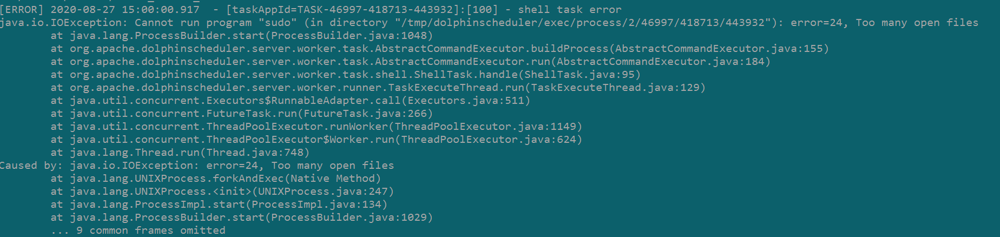 [ERROR] 2020-08-27 15:00:00.917  - [taskAppId=TASK-46997-418713-443932]:[100] - shell task error
java.io.IOException: Cannot run program "sudo" (in directory "/tmp/dolphinscheduler/exec/process/2/46997/418713/443932"): error=24, Too many open files
        at java.lang.ProcessBuilder.start(ProcessBuilder.java:1048)
        at org.apache.dolphinscheduler.server.worker.task.AbstractCommandExecutor.buildProcess(AbstractCommandExecutor.java:155)
        at org.apache.dolphinscheduler.server.worker.task.AbstractCommandExecutor.run(AbstractCommandExecutor.java:184)
        at org.apache.dolphinscheduler.server.worker.task.shell.ShellTask.handle(ShellTask.java:95)
        at org.apache.dolphinscheduler.server.worker.runner.TaskExecuteThread.run(TaskExecuteThread.java:129)
        at java.util.concurrent.Executors$RunnableAdapter.call(Executors.java:511)
        at java.util.concurrent.FutureTask.run(FutureTask.java:266)
        at java.util.concurrent.ThreadPoolExecutor.runWorker(ThreadPoolExecutor.java:1149)
        at java.util.concurrent.ThreadPoolExecutor$Worker.run(ThreadPoolExecutor.java:624)
        at java.lang.Thread.run(Thread.java:748)
Caused by: java.io.IOException: error=24, Too many open files
        at java.lang.UNIXProcess.forkAndExec(Native Method)
        at java.lang.UNIXProcess.<init>(UNIXProcess.java:247)
        at java.lang.ProcessImpl.start(ProcessImpl.java:134)
        at java.lang.ProcessBuilder.start(ProcessBuilder.java:1029)
        ... 9 common frames omitted